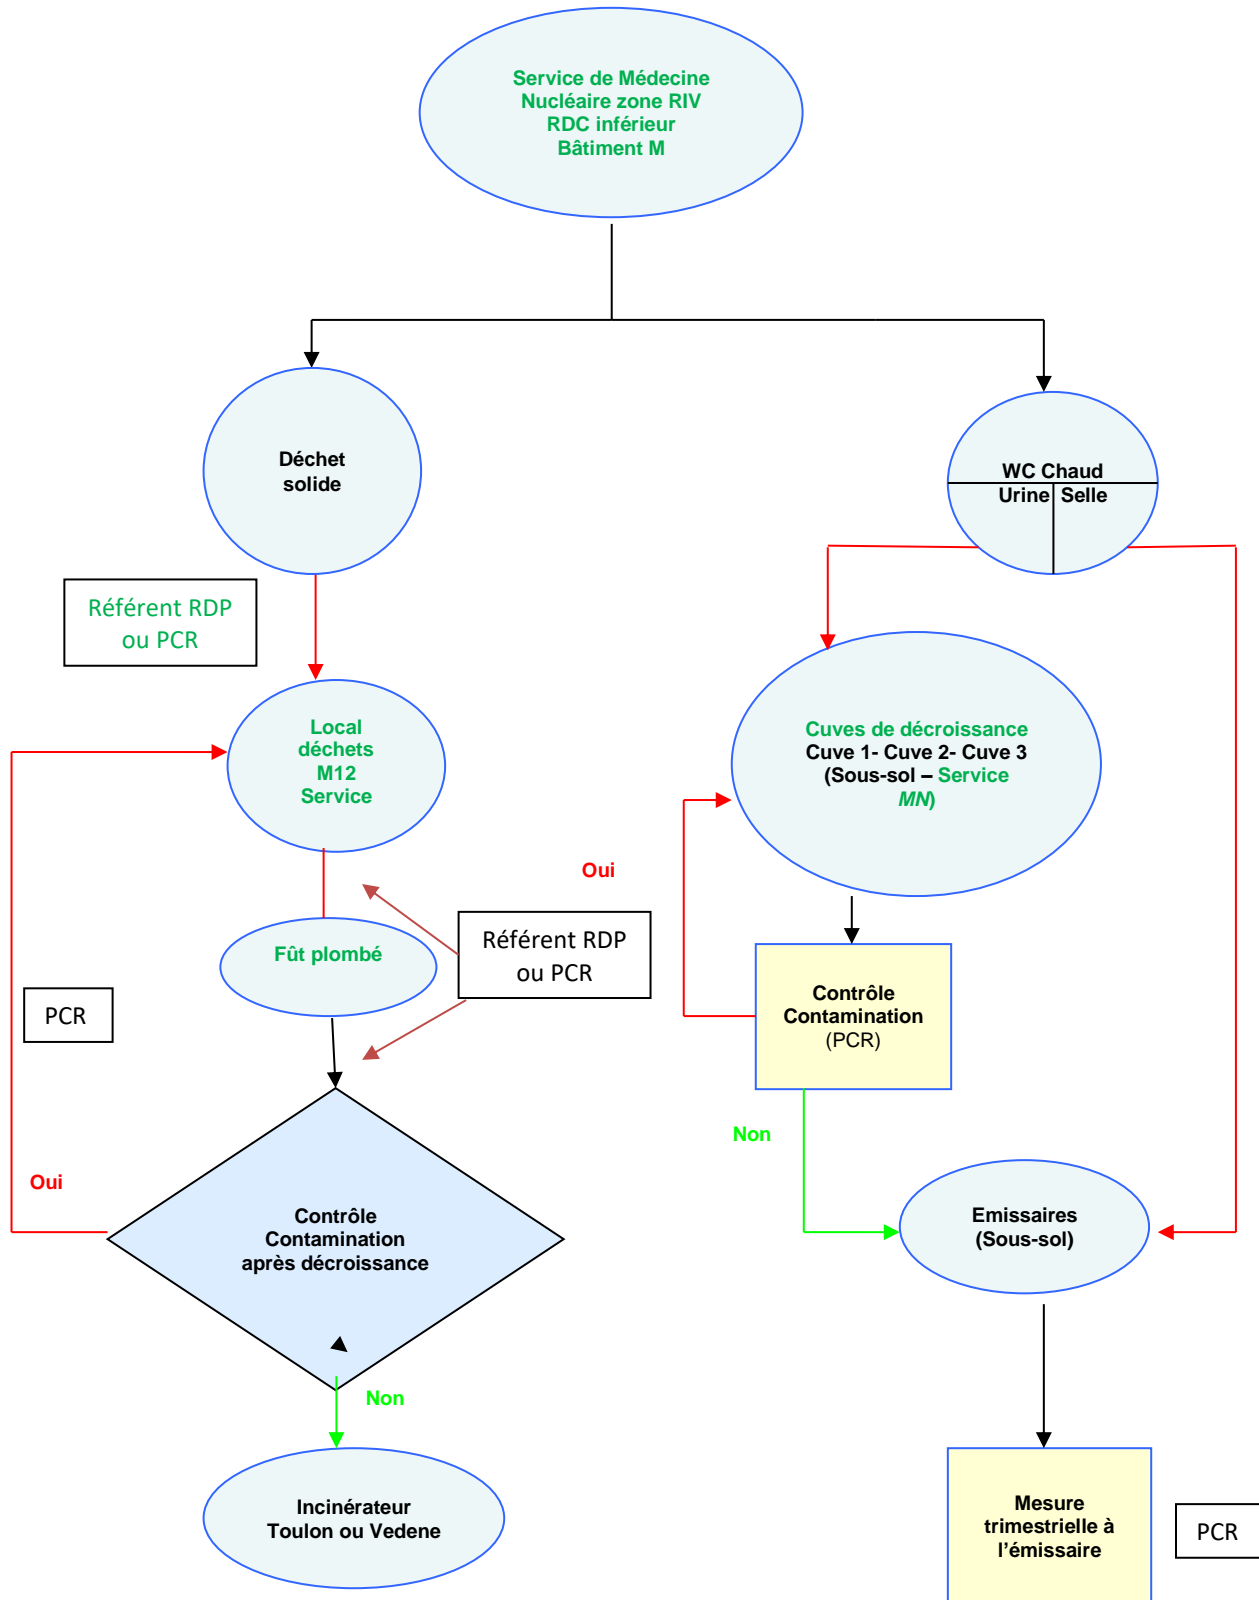 Service de Médecine
Nucléaire zone RIV
RDC inférieur
Bâtiment M
Déchet
solide
WC Chaud
Urine Selle
Référent RDP
ou PCR
Local
déchets
M12
Service
Cuves de décroissance
Cuve 1- Cuve 2- Cuve 3
(Sous-sol – Service
MN)
Oui
Fût plombé
Référent RDP
ou PCR
PCR
Contrôle
Contamination
(PCR)
Non
Oui
Contrôle
Contamination
après décroissance
Emissaires
(Sous-sol)
Non
Incinérateur
Toulon ou Vedene
Mesure
trimestrielle à
l'émissaire
PCR